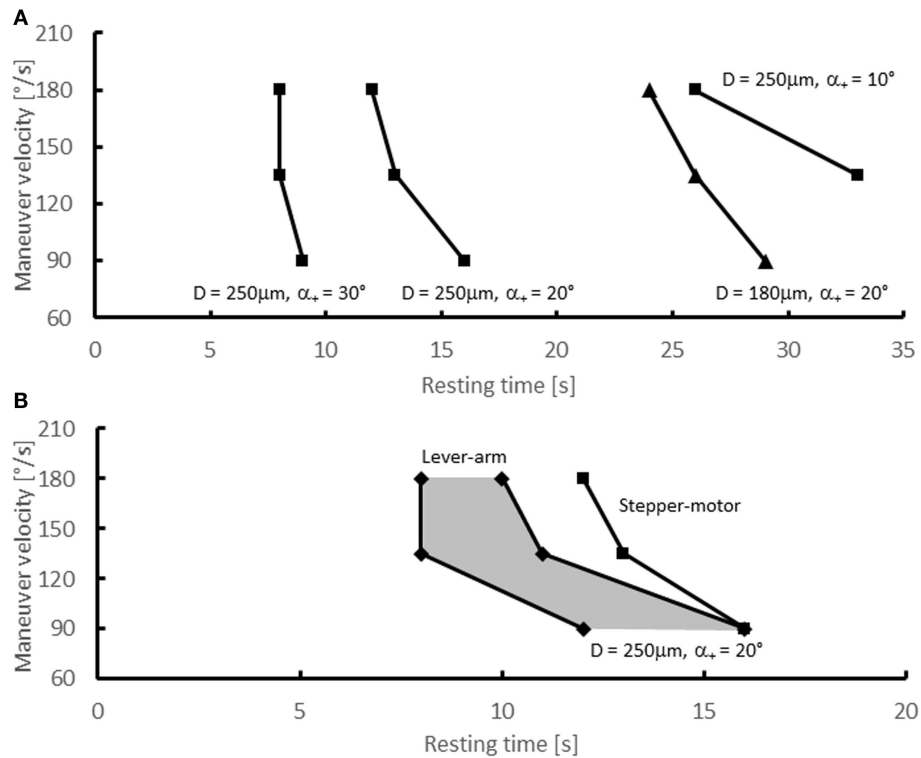 A
210
180
150
120
90
60
Maneuver velocity [°/s]
D = 250µm, α₊ = 10°
D = 250µm, α₊ = 30°
D = 250µm, α₊ = 20°
D = 180µm, α₊ = 20°
0 5 10 15 20 25 30 35
Resting time [s]
B
210
180
150
120
90
60
Maneuver velocity [°/s]
Lever-arm
Stepper-motor
D = 250µm, α₊ = 20°
0 5 10 15 20
Resting time [s]